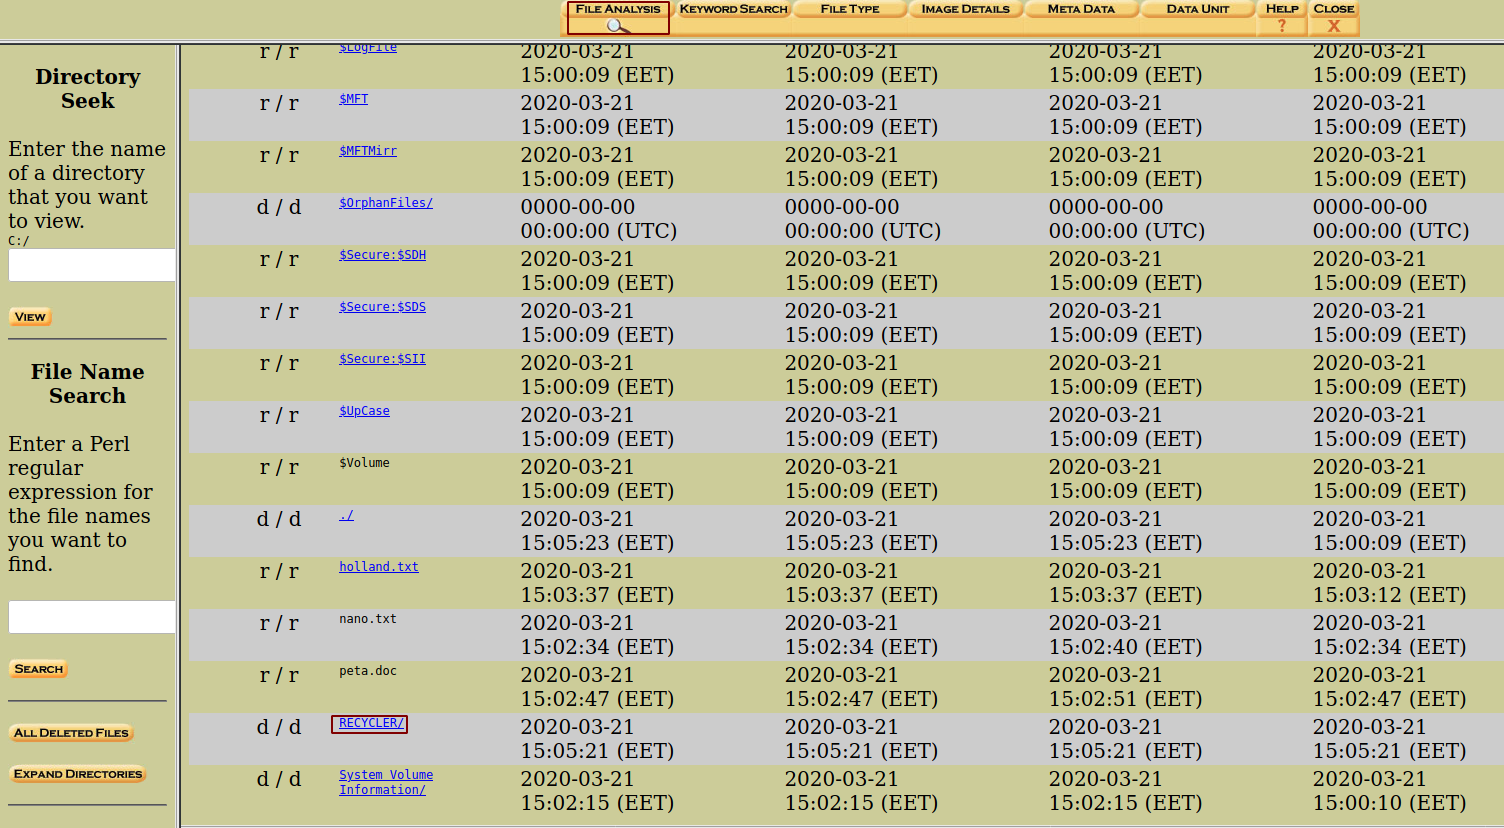 FILE ANALYSIS KEYWORD SEARCH FILE TYPE IMAGE DETAILS META DATA DATA UNIT HELP CLOSE
? X
Directory
Seek
Enter the name
of a directory
that you want
to view.
C:/
VIEW
File Name
Search
Enter a Perl
regular
expression for
the file names
you want to
find.
SEARCH
ALL DELETED FILES
EXPAND DIRECTORIES
r / r $LogFile 2020-03-21 2020-03-21 2020-03-21 2020-03-21
15:00:09 (EET) 15:00:09 (EET) 15:00:09 (EET) 15:00:09 (EET)
r / r $MFT 2020-03-21 2020-03-21 2020-03-21 2020-03-21
15:00:09 (EET) 15:00:09 (EET) 15:00:09 (EET) 15:00:09 (EET)
r / r $MFTMirr 2020-03-21 2020-03-21 2020-03-21 2020-03-21
15:00:09 (EET) 15:00:09 (EET) 15:00:09 (EET) 15:00:09 (EET)
d / d $OrphanFiles/ 0000-00-00 0000-00-00 0000-00-00 0000-00-00
00:00:00 (UTC) 00:00:00 (UTC) 00:00:00 (UTC) 00:00:00 (UTC)
r / r $Secure:$SDH 2020-03-21 2020-03-21 2020-03-21 2020-03-21
15:00:09 (EET) 15:00:09 (EET) 15:00:09 (EET) 15:00:09 (EET)
r / r $Secure:$SDS 2020-03-21 2020-03-21 2020-03-21 2020-03-21
15:00:09 (EET) 15:00:09 (EET) 15:00:09 (EET) 15:00:09 (EET)
r / r $Secure:$SII 2020-03-21 2020-03-21 2020-03-21 2020-03-21
15:00:09 (EET) 15:00:09 (EET) 15:00:09 (EET) 15:00:09 (EET)
r / r $UpCase 2020-03-21 2020-03-21 2020-03-21 2020-03-21
15:00:09 (EET) 15:00:09 (EET) 15:00:09 (EET) 15:00:09 (EET)
r / r $Volume 2020-03-21 2020-03-21 2020-03-21 2020-03-21
15:00:09 (EET) 15:00:09 (EET) 15:00:09 (EET) 15:00:09 (EET)
d / d ./ 2020-03-21 2020-03-21 2020-03-21 2020-03-21
15:05:23 (EET) 15:05:23 (EET) 15:05:23 (EET) 15:00:09 (EET)
r / r holland.txt 2020-03-21 2020-03-21 2020-03-21 2020-03-21
15:03:37 (EET) 15:03:37 (EET) 15:03:37 (EET) 15:03:12 (EET)
r / r nano.txt 2020-03-21 2020-03-21 2020-03-21 2020-03-21
15:02:34 (EET) 15:02:34 (EET) 15:02:40 (EET) 15:02:34 (EET)
r / r peta.doc 2020-03-21 2020-03-21 2020-03-21 2020-03-21
15:02:47 (EET) 15:02:47 (EET) 15:02:51 (EET) 15:02:47 (EET)
d / d RECYCLER/ 2020-03-21 2020-03-21 2020-03-21 2020-03-21
15:05:21 (EET) 15:05:21 (EET) 15:05:21 (EET) 15:05:21 (EET)
d / d System Volume 2020-03-21 2020-03-21 2020-03-21 2020-03-21
Information/ 15:02:15 (EET) 15:02:15 (EET) 15:02:15 (EET) 15:00:10 (EET)